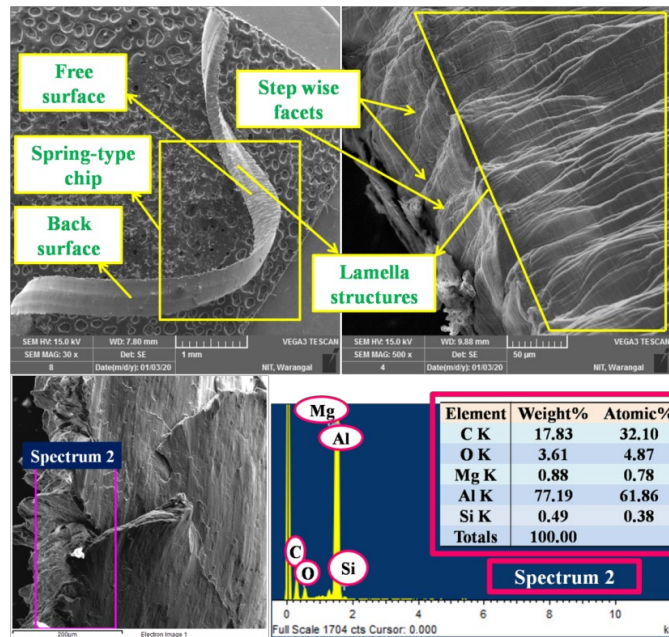 Free
surface
Spring-type
chip
Back
surface
Step wise
facets
Lamella
structures
SEM HV: 15.0 kV WD: 7.80 mm VEGA3 TESCAN
SEM MAG: 30 x Det: SE 1 mm
8 Date(m/d/y): 01/03/20 NIT, Warangal
SEM HV: 15.0 kV WD: 9.88 mm VEGA3 TESCAN
SEM MAG: 500 x Det: SE 50 µm
4 Date(m/d/y): 01/03/20 NIT, Warangal
Spectrum 2
200µm Electron Image 1
Mg
Al
C
O
Si
Element Weight% Atomic%
C K 17.83 32.10
O K 3.61 4.87
Mg K 0.88 0.78
Al K 77.19 61.86
Si K 0.49 0.38
Totals 100.00
Spectrum 2
0 2 4 6 8 10
Full Scale 1704 cts Cursor: 0.000 k